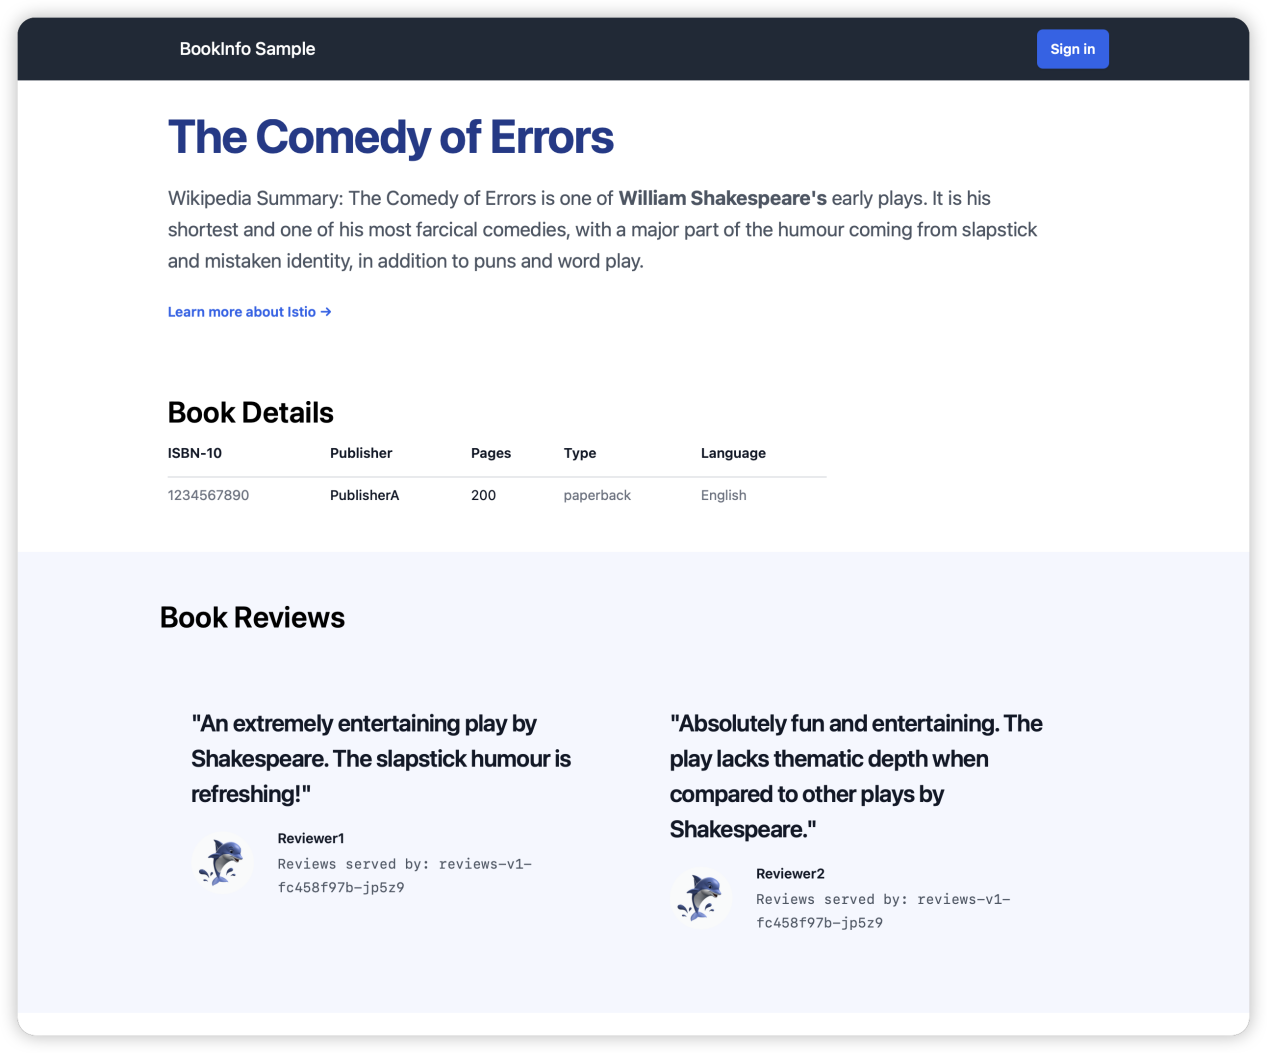 BookInfo Sample
Sign in
The Comedy of Errors
Wikipedia Summary: The Comedy of Errors is one of William Shakespeare's early plays. It is his
shortest and one of his most farcical comedies, with a major part of the humour coming from slapstick
and mistaken identity, in addition to puns and word play.
Learn more about Istio →
Book Details
ISBN-10 Publisher Pages Type Language
1234567890 PublisherA 200 paperback English
Book Reviews
"An extremely entertaining play by
Shakespeare. The slapstick humour is
refreshing!"
Reviewer1
Reviews served by: reviews-v1-
fc458f97b-jp5z9
"Absolutely fun and entertaining. The
play lacks thematic depth when
compared to other plays by
Shakespeare."
Reviewer2
Reviews served by: reviews-v1-
fc458f97b-jp5z9